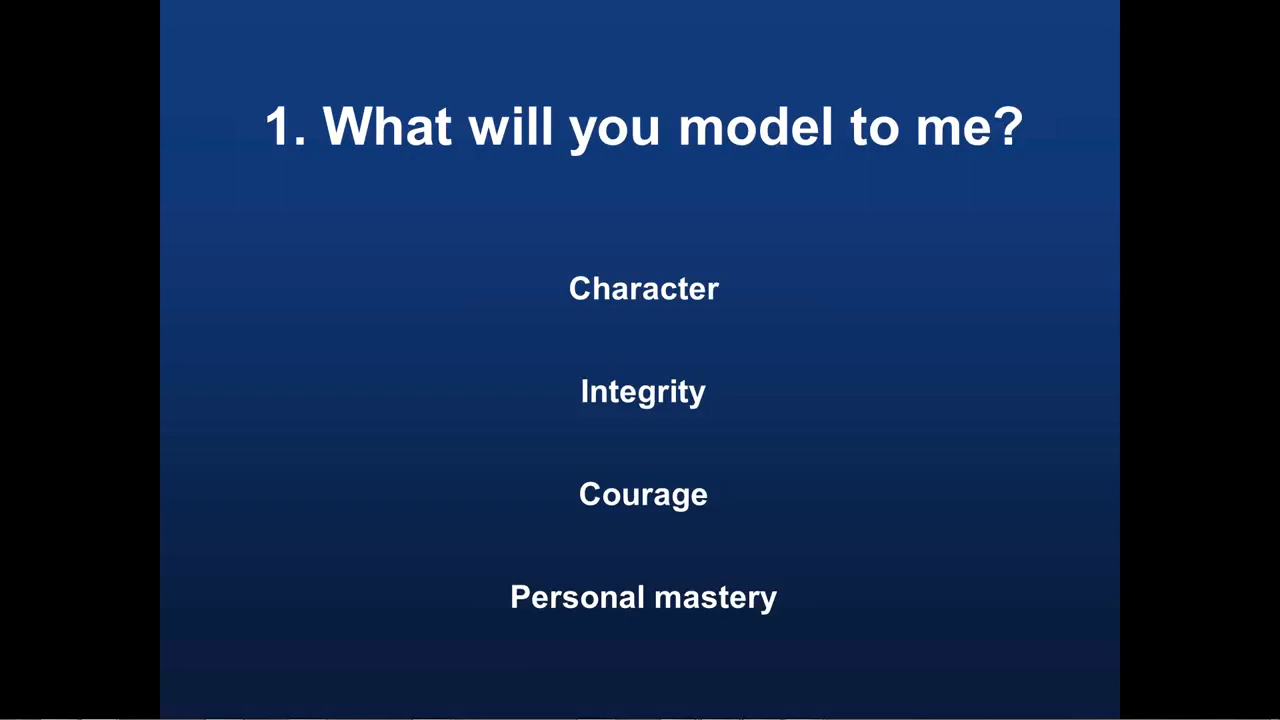 1. What will you model to me?
Character
Integrity
Courage
Personal mastery